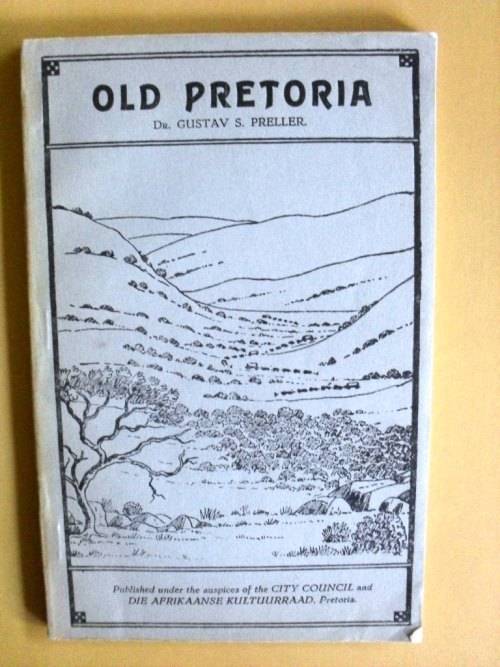 OLD PRETORIA
DR. GUSTAV S. PRELLER.
Published under the auspices of the CITY COUNCIL and
DIE AFRIKAANSE KULTUURRAAD, Pretoria.